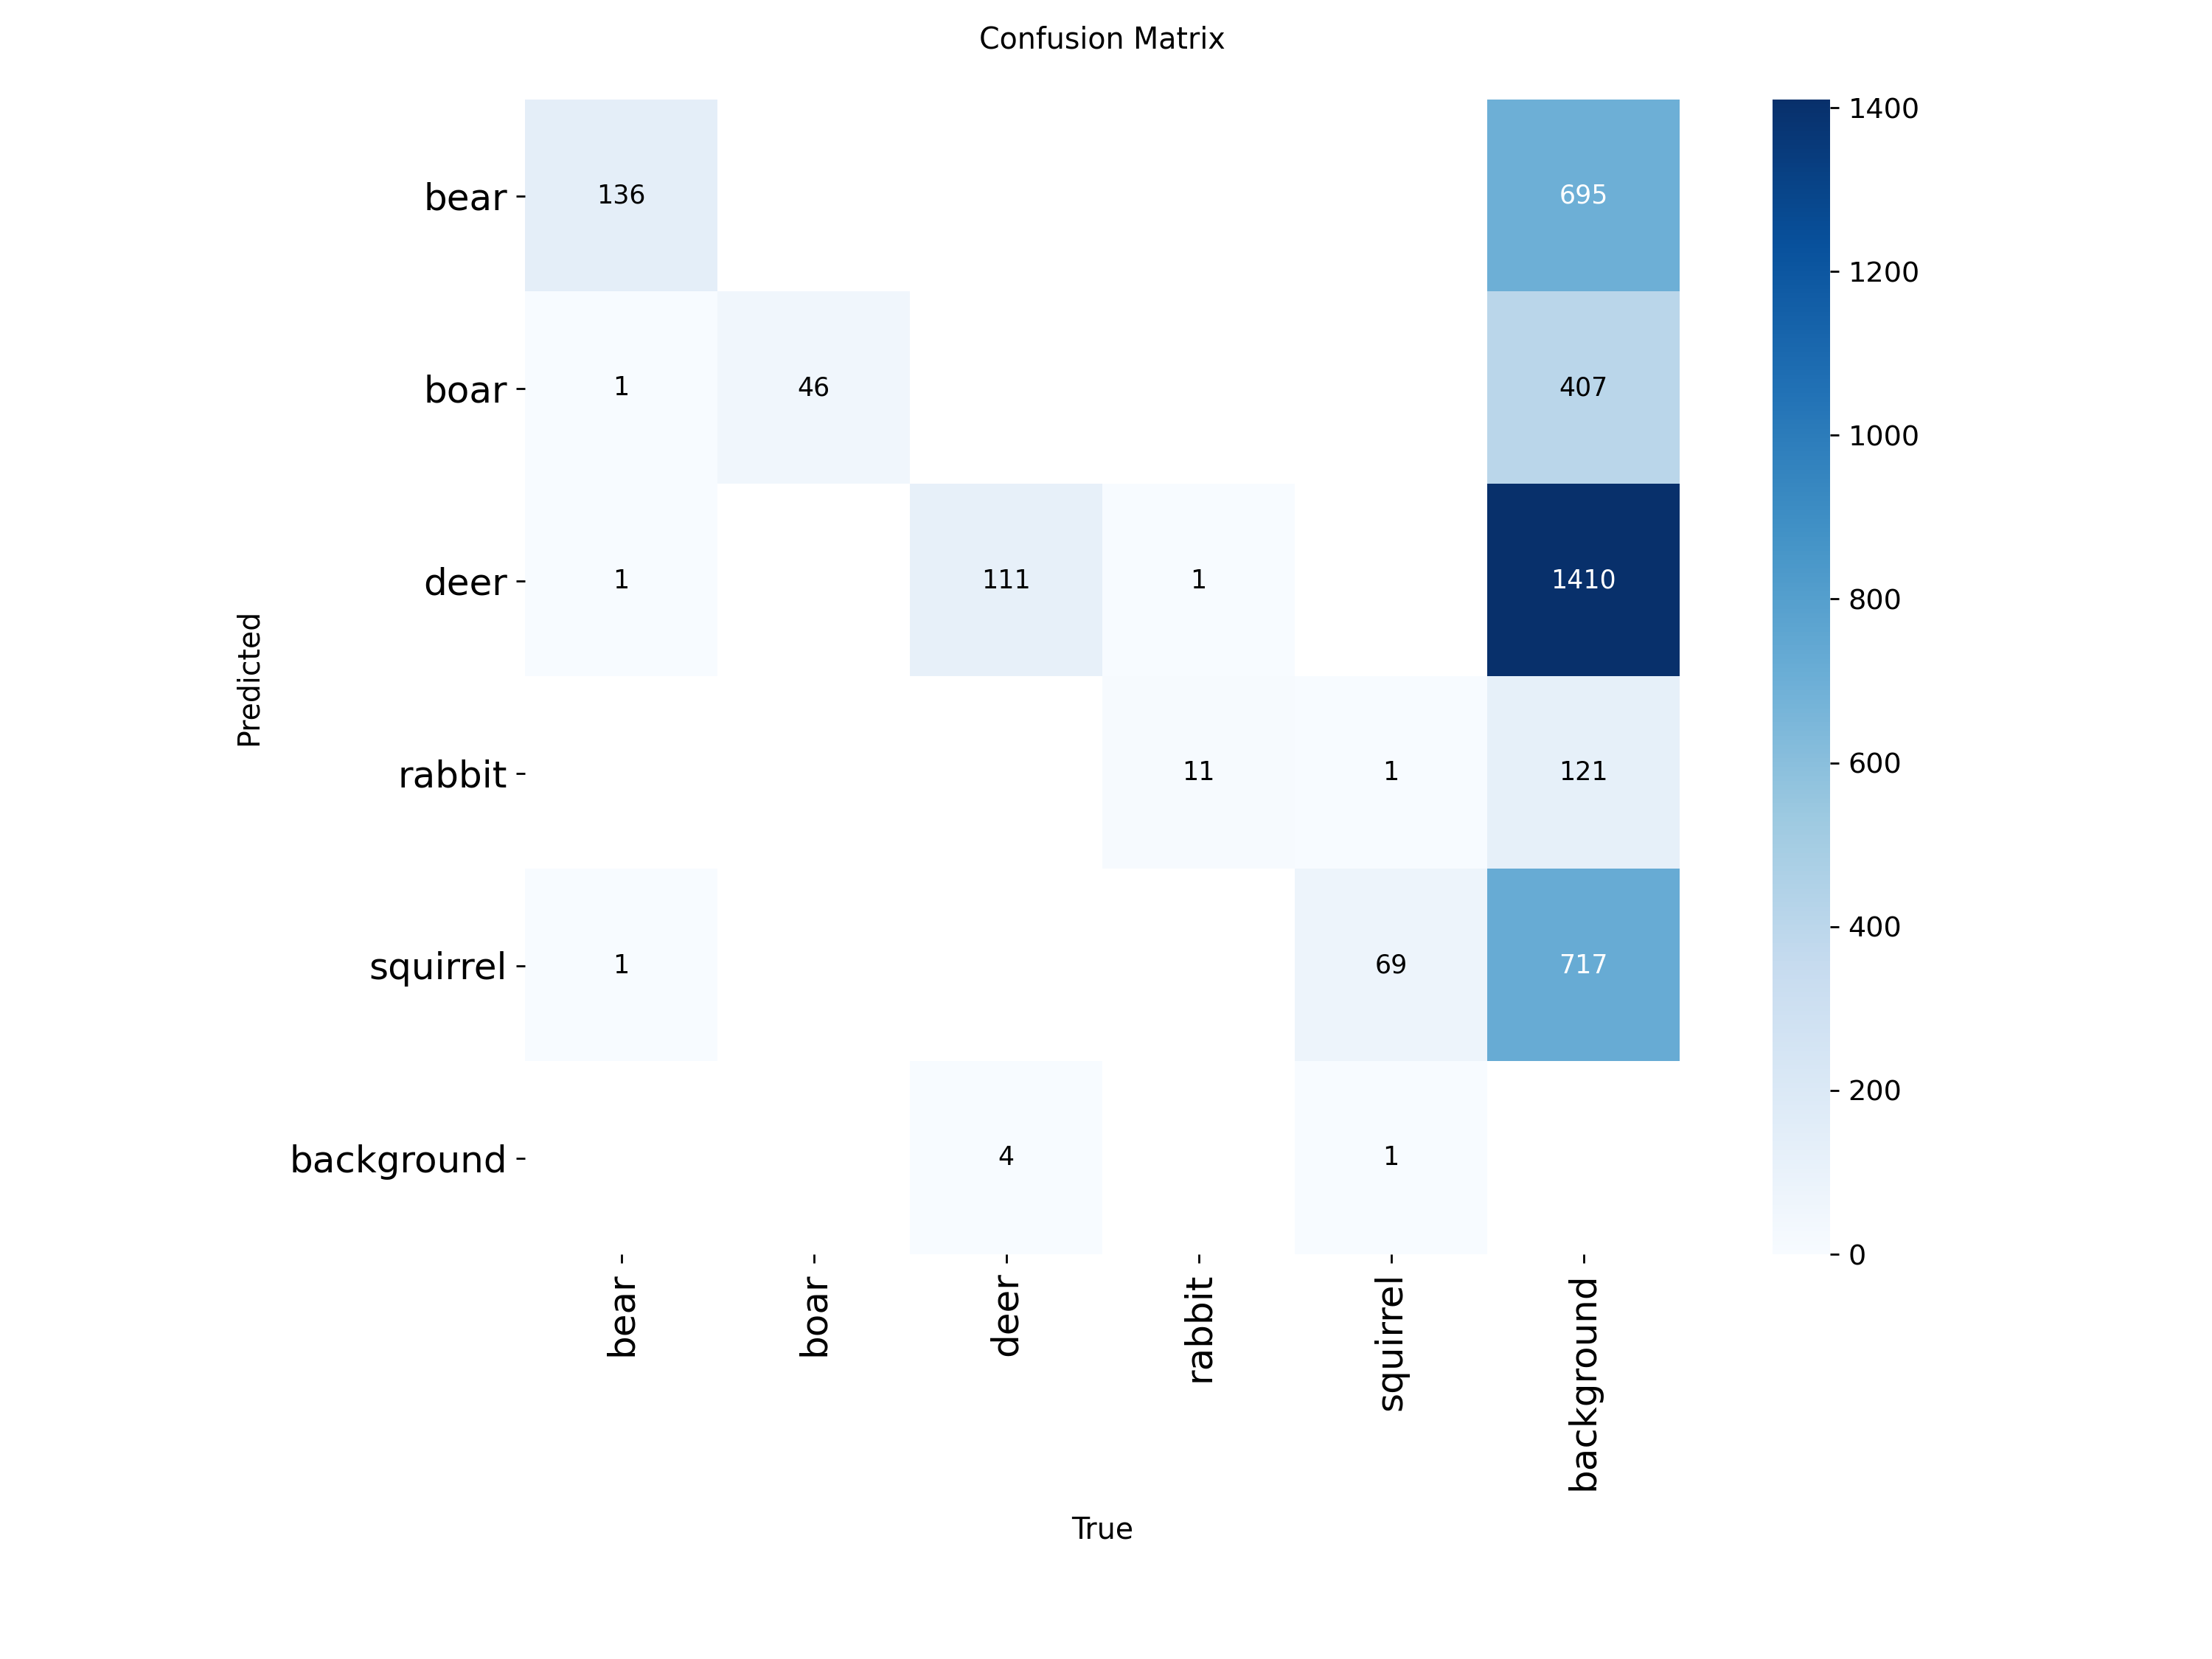 Confusion Matrix
bear
136
695
1400
1200
boar
1
46
407
1000
deer
1
111
1
1410
800
Predicted
rabbit
11
1
121
600
squirrel
1
69
717
400
200
background
4
1
0
bear
boar
deer
rabbit
squirrel
background
True